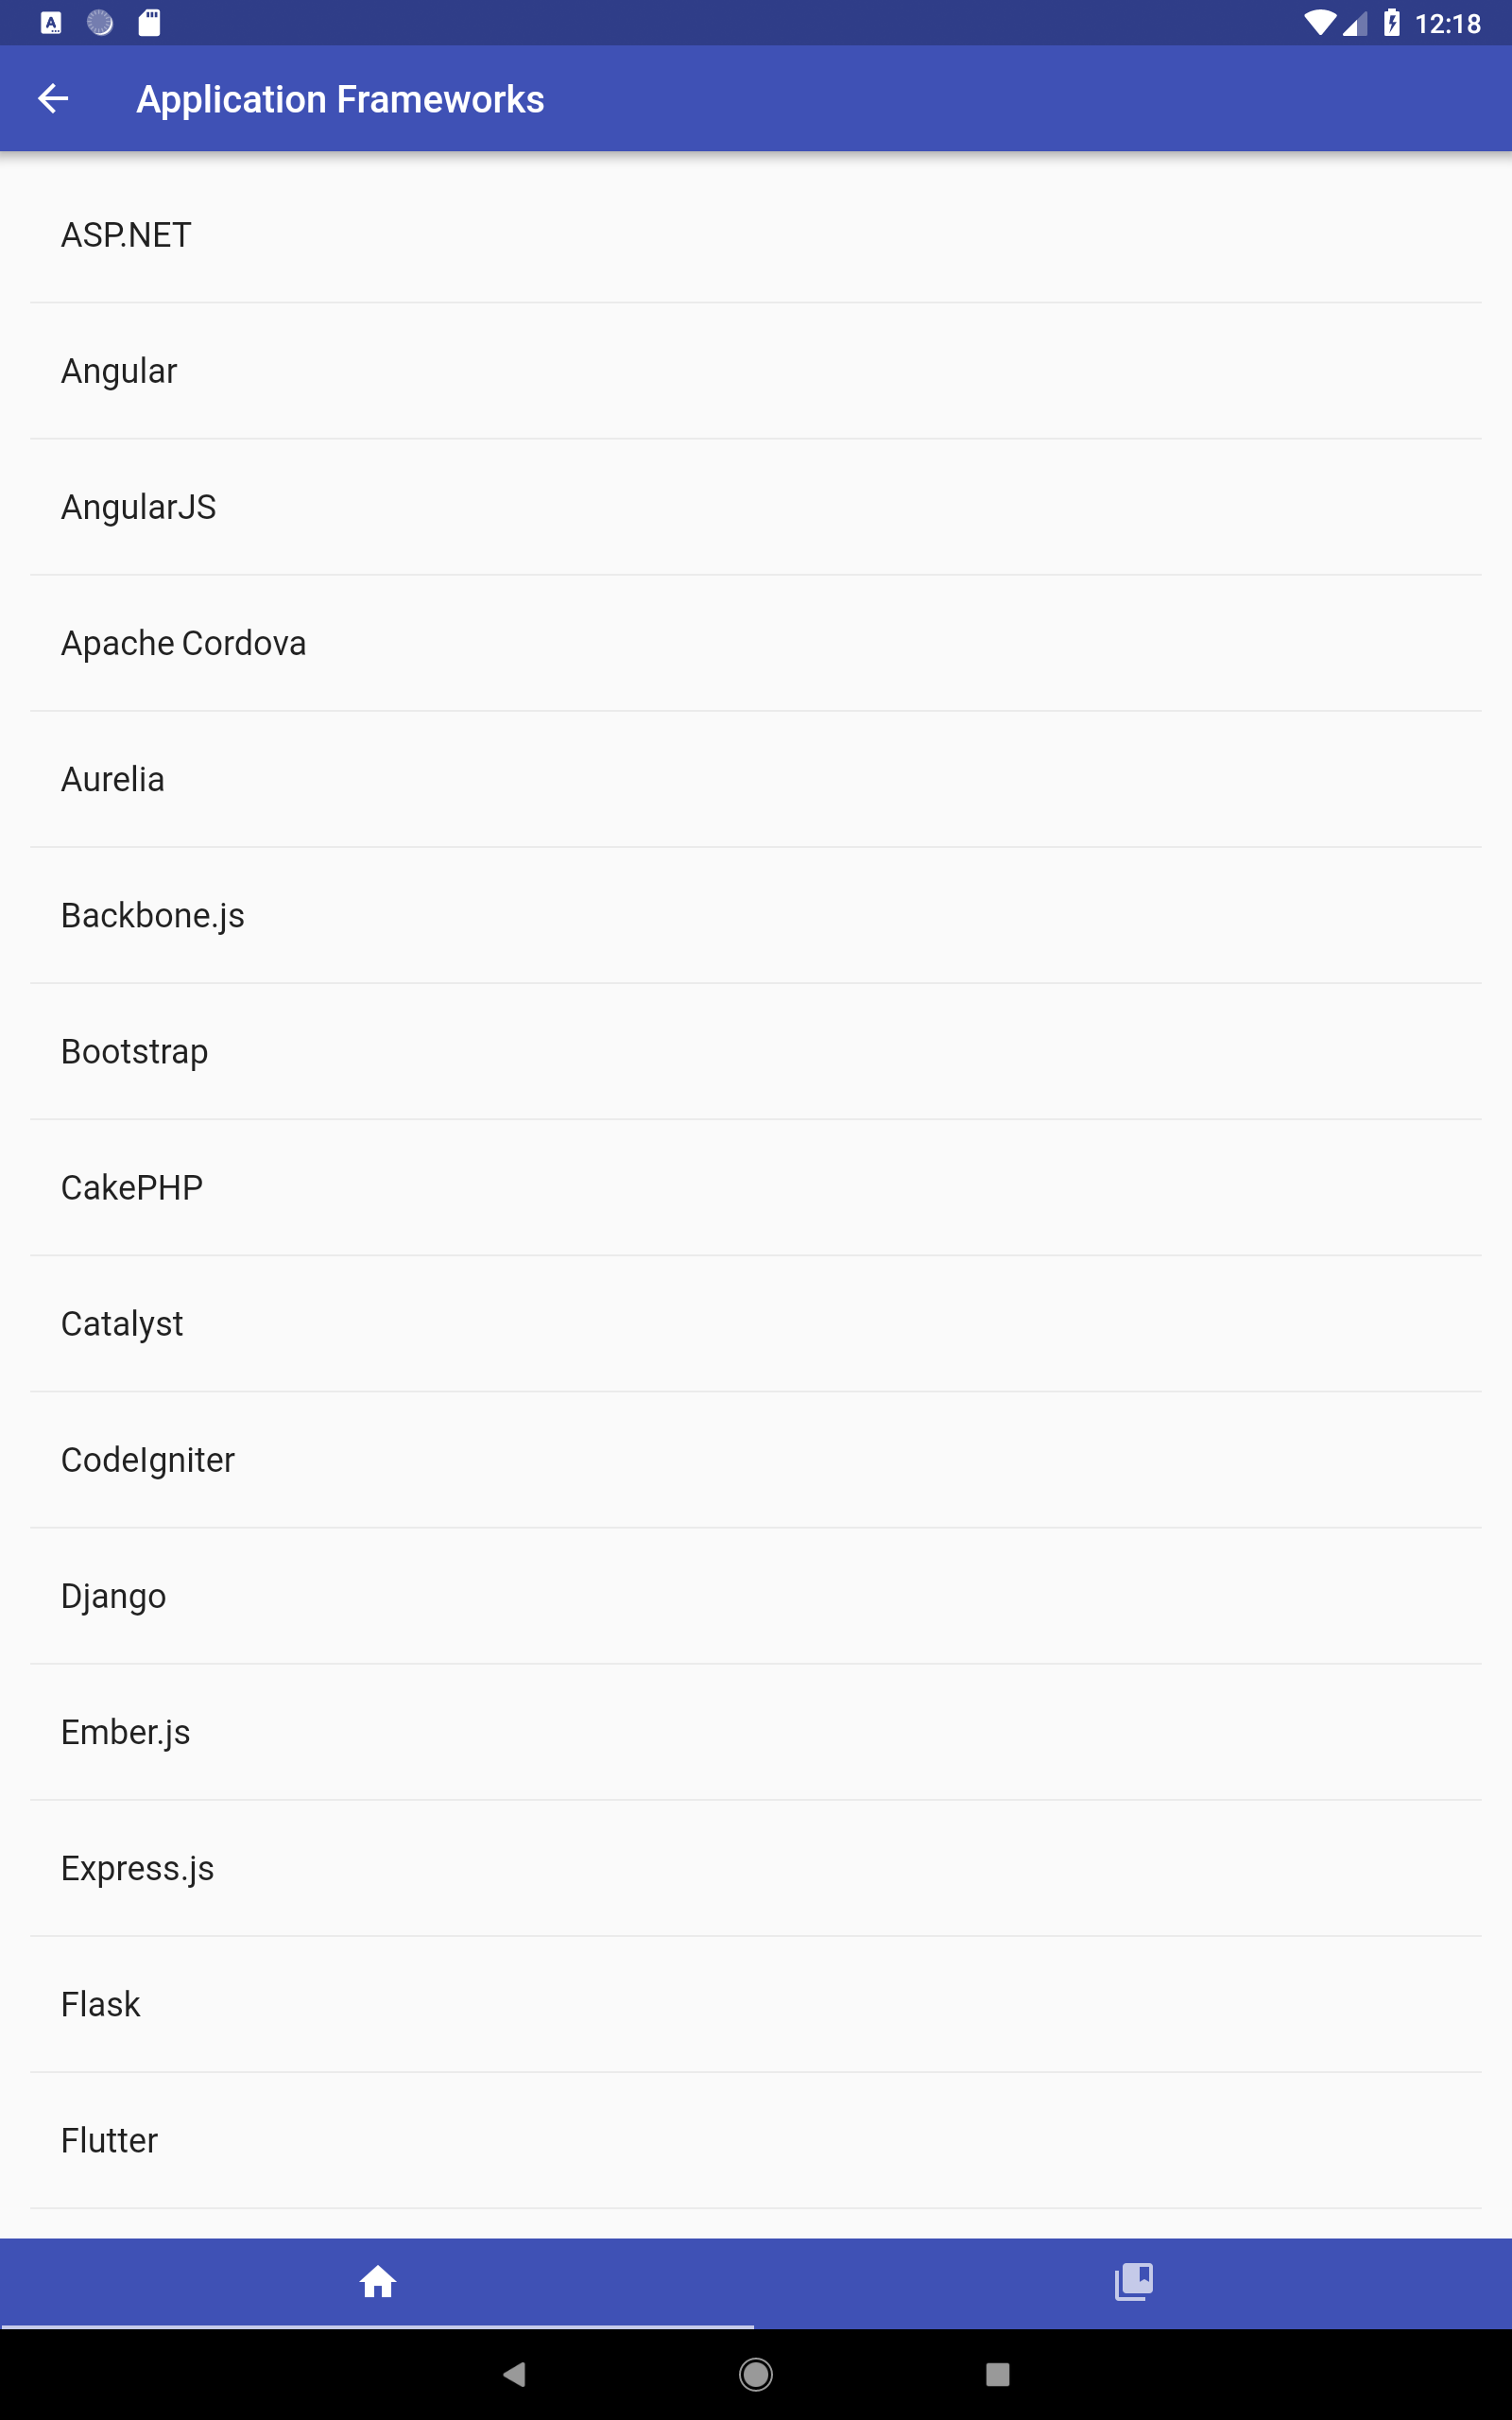 12:18
Application Frameworks
ASP.NET
Angular
AngularJS
Apache Cordova
Aurelia
Backbone.js
Bootstrap
CakePHP
Catalyst
CodeIgniter
Django
Ember.js
Express.js
Flask
Flutter